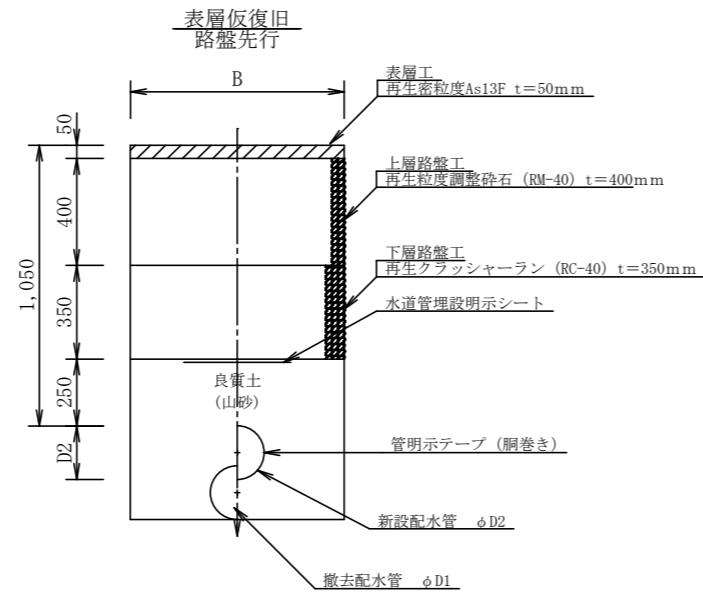 表層仮復旧
路盤先行
B
表層工
再生密粒度As13F t=50mm
50
上層路盤工
再生粒度調整砕石 (RM-40) t=400mm
400
下層路盤工
再生クラッシャーラン (RC-40) t=350mm
1,050
350
水道管埋設明示シート
良質土
(山砂)
250
管明示テープ (胴巻き)
D2
新設配水管 φD2
撤去配水管 φD1